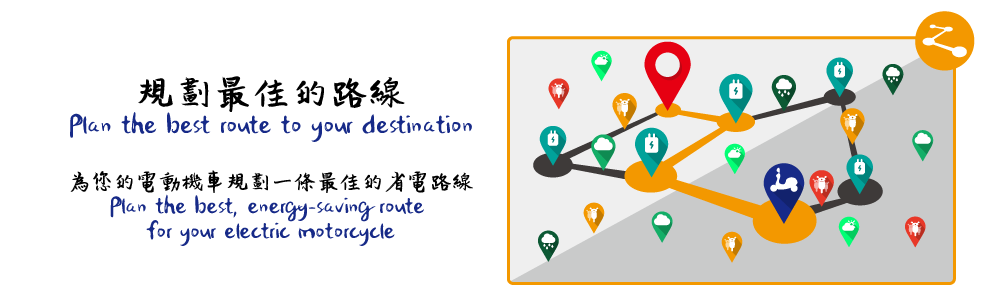 規劃最佳的路線
Plan the best route to your destination
為您的電動機車規劃一條最佳的省電路線
Plan the best, energy-saving route
for your electric motorcycle